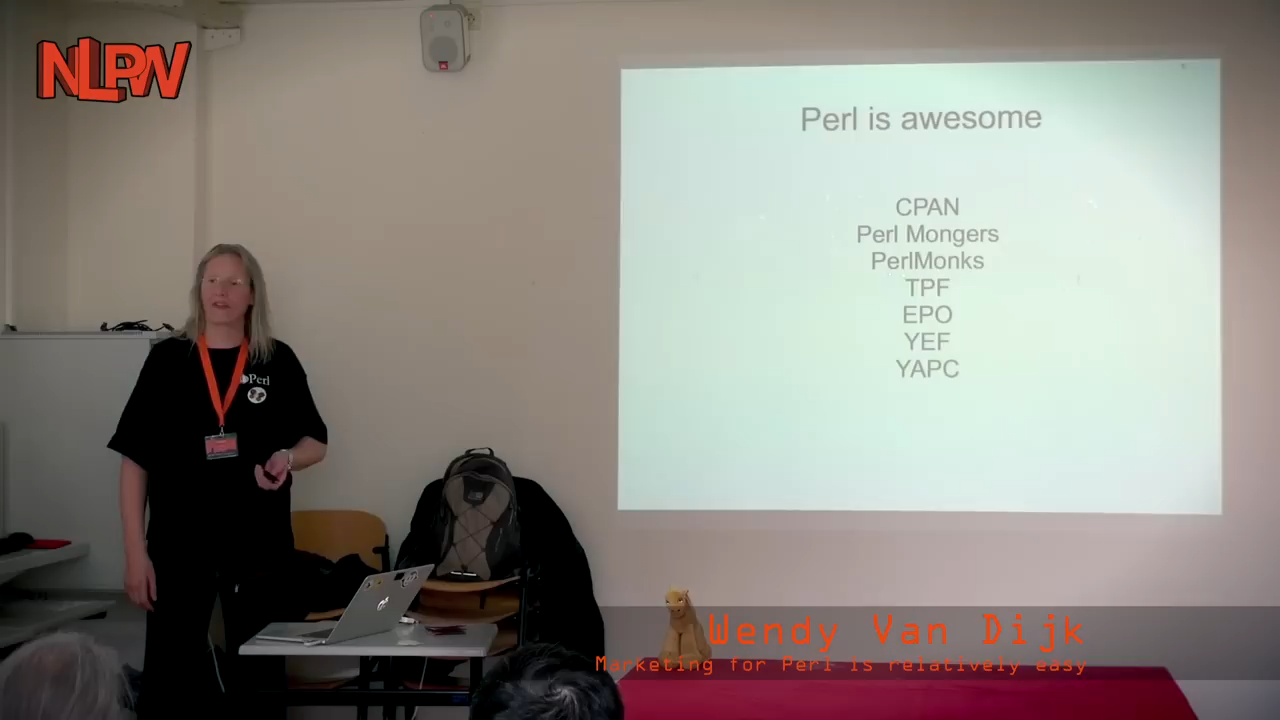 NLPW
Perl is awesome
CPAN
Perl Mongers
PerlMonks
TPF
EPO
YEF
YAPC
Perl
Wendy Van Dijk
Marketing for Perl is relatively easy